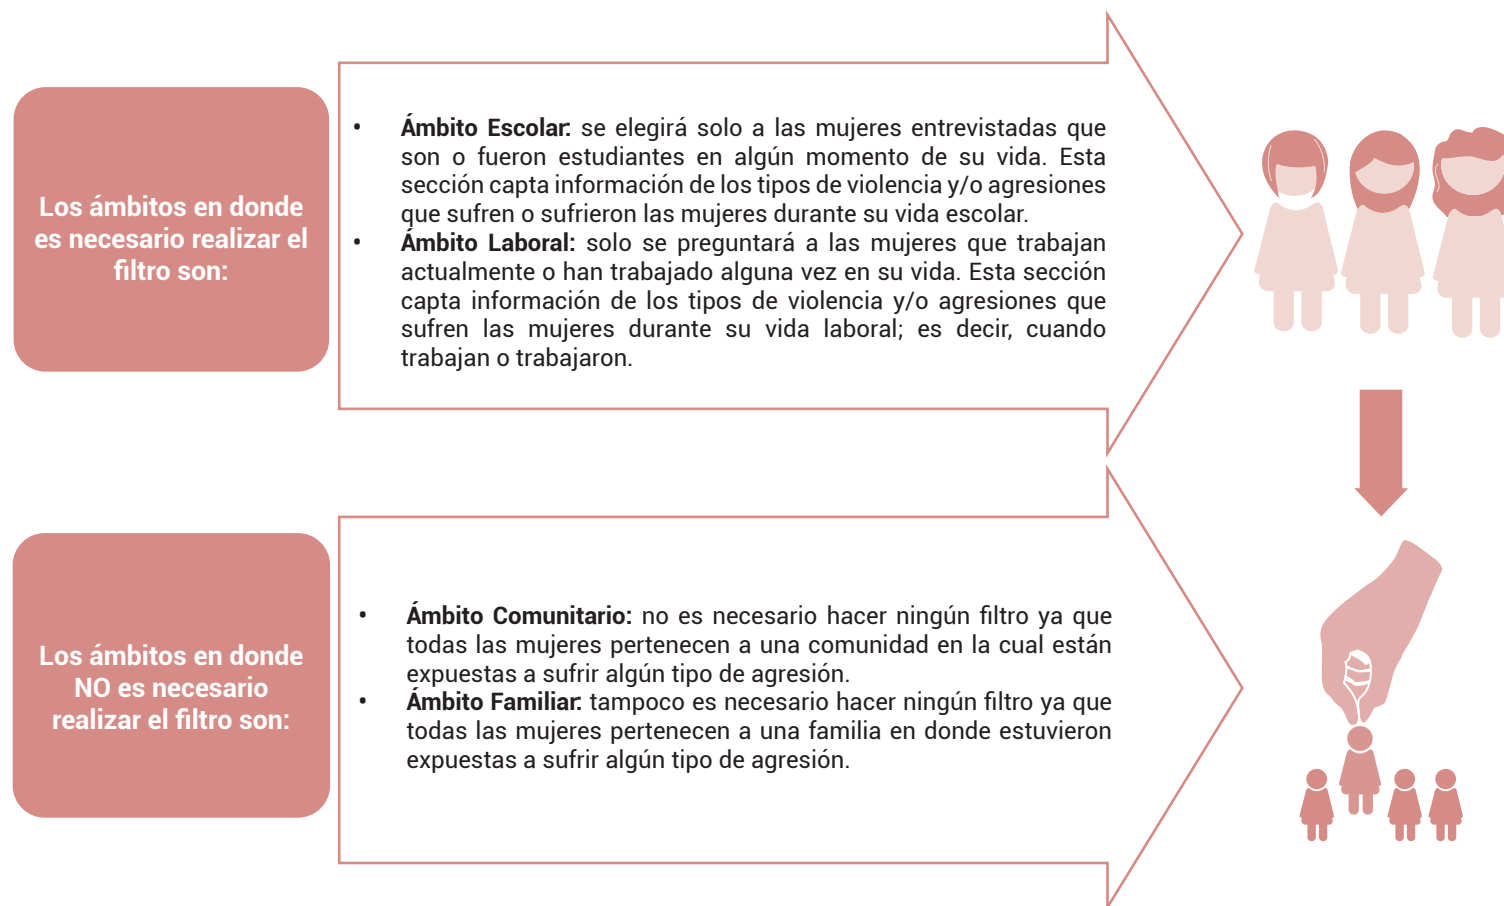 Los ámbitos en donde
es necesario realizar el
filtro son:
• Ámbito Escolar: se elegirá solo a las mujeres entrevistadas que
son o fueron estudiantes en algún momento de su vida. Esta
sección capta información de los tipos de violencia y/o agresiones
que sufren o sufrieron las mujeres durante su vida escolar.
• Ámbito Laboral: solo se preguntará a las mujeres que trabajan
actualmente o han trabajado alguna vez en su vida. Esta sección
capta información de los tipos de violencia y/o agresiones que
sufren las mujeres durante su vida laboral; es decir, cuando
trabajan o trabajaron.
Los ámbitos en donde
NO es necesario
realizar el filtro son:
• Ámbito Comunitario: no es necesario hacer ningún filtro ya que
todas las mujeres pertenecen a una comunidad en la cual están
expuestas a sufrir algún tipo de agresión.
• Ámbito Familiar: tampoco es necesario hacer ningún filtro ya que
todas las mujeres pertenecen a una familia en donde estuvieron
expuestas a sufrir algún tipo de agresión.